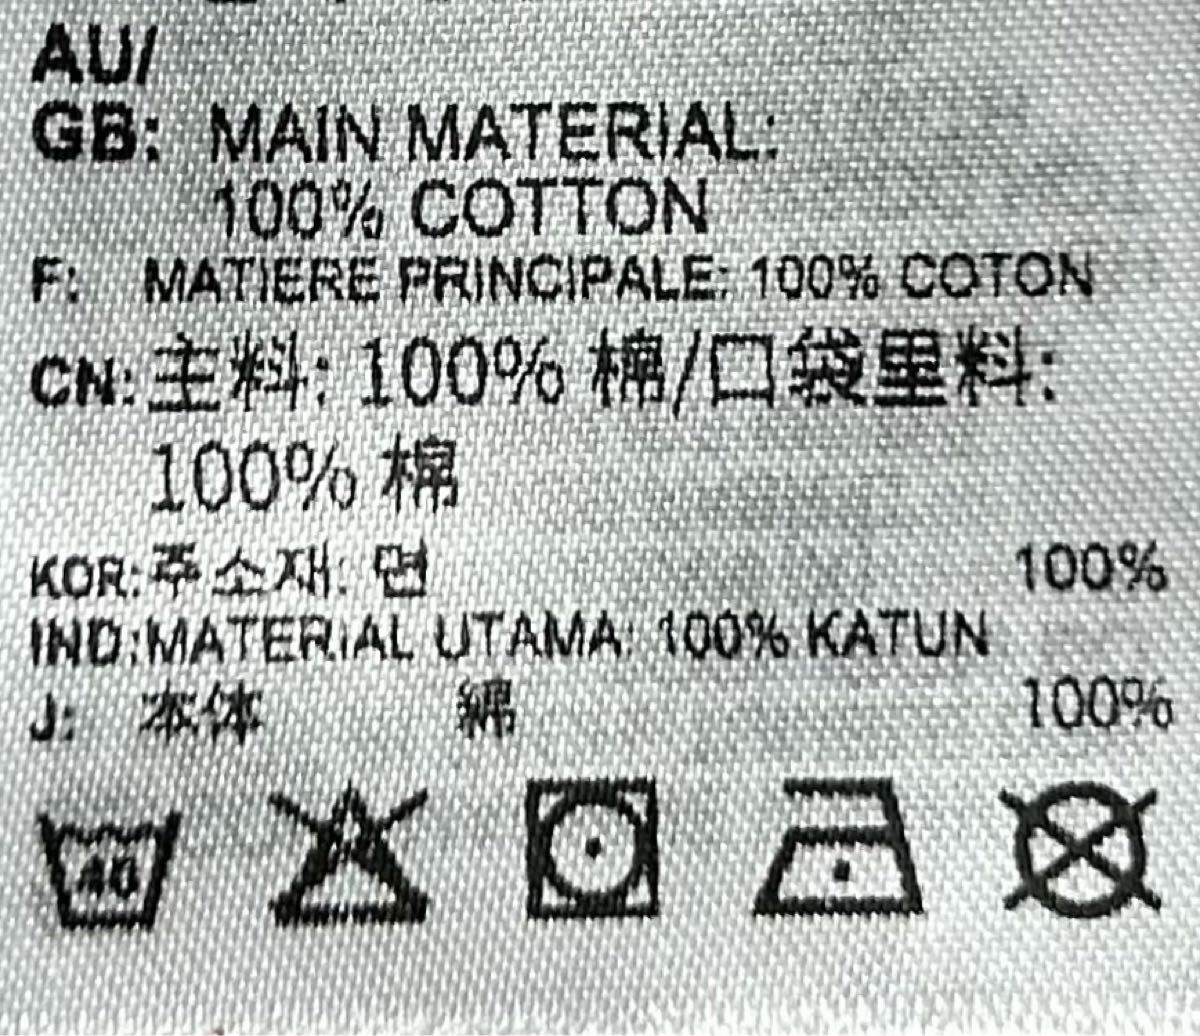 AU/
GB: MAIN MATERIAL:
100% COTTON
F: MATIERE PRINCIPALE: 100% COTON
CN: 主料: 100% 棉/口袋里料:
100% 棉
KOR:주소재: 면 100%
IND:MATERIAL UTAMA: 100% KATUN
J: 本体 綿 100%
40